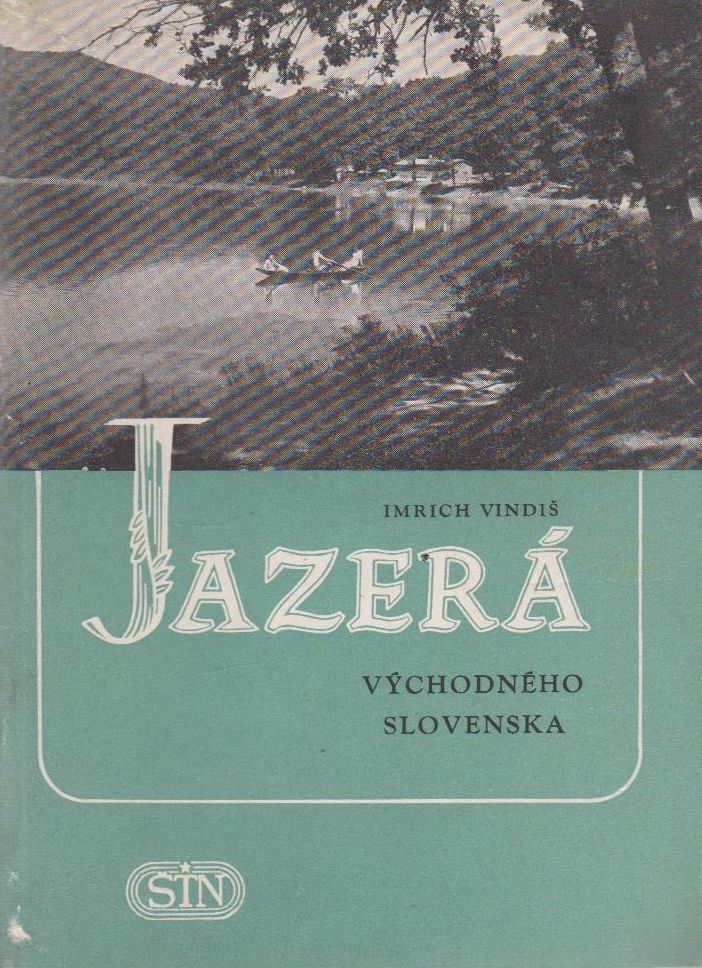 IMRICH VINDIŠ
JAZERÁ
VÝCHODNÉHO
SLOVENSKA
ŠTN